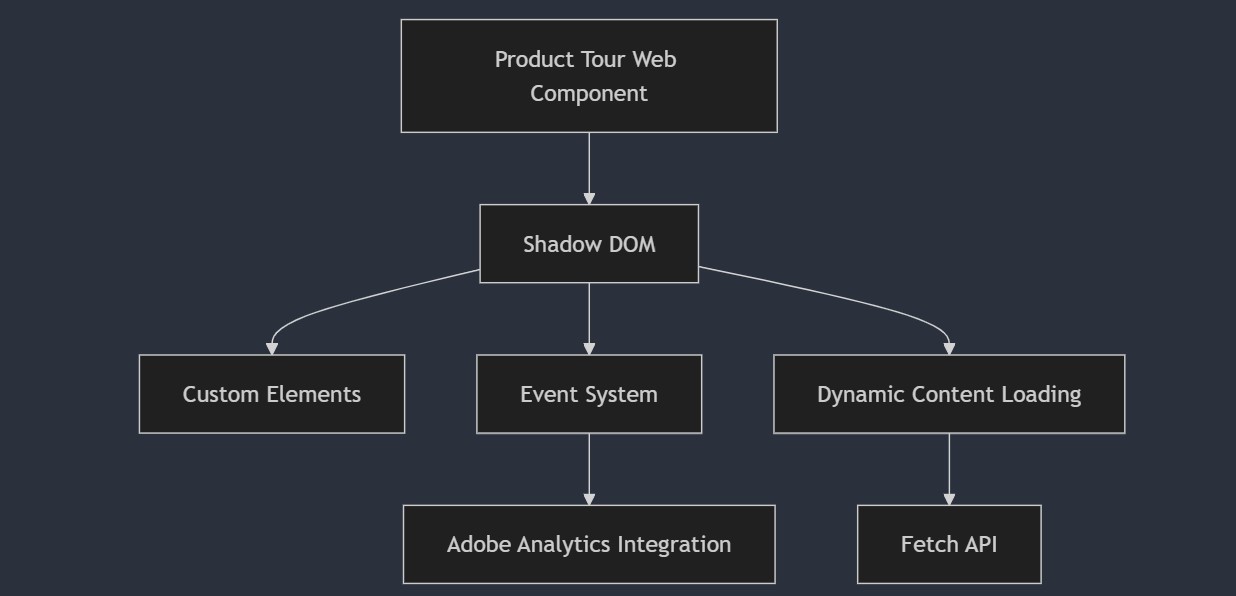 Product Tour Web
Component
Shadow DOM
Custom Elements
Event System
Dynamic Content Loading
Adobe Analytics Integration
Fetch API